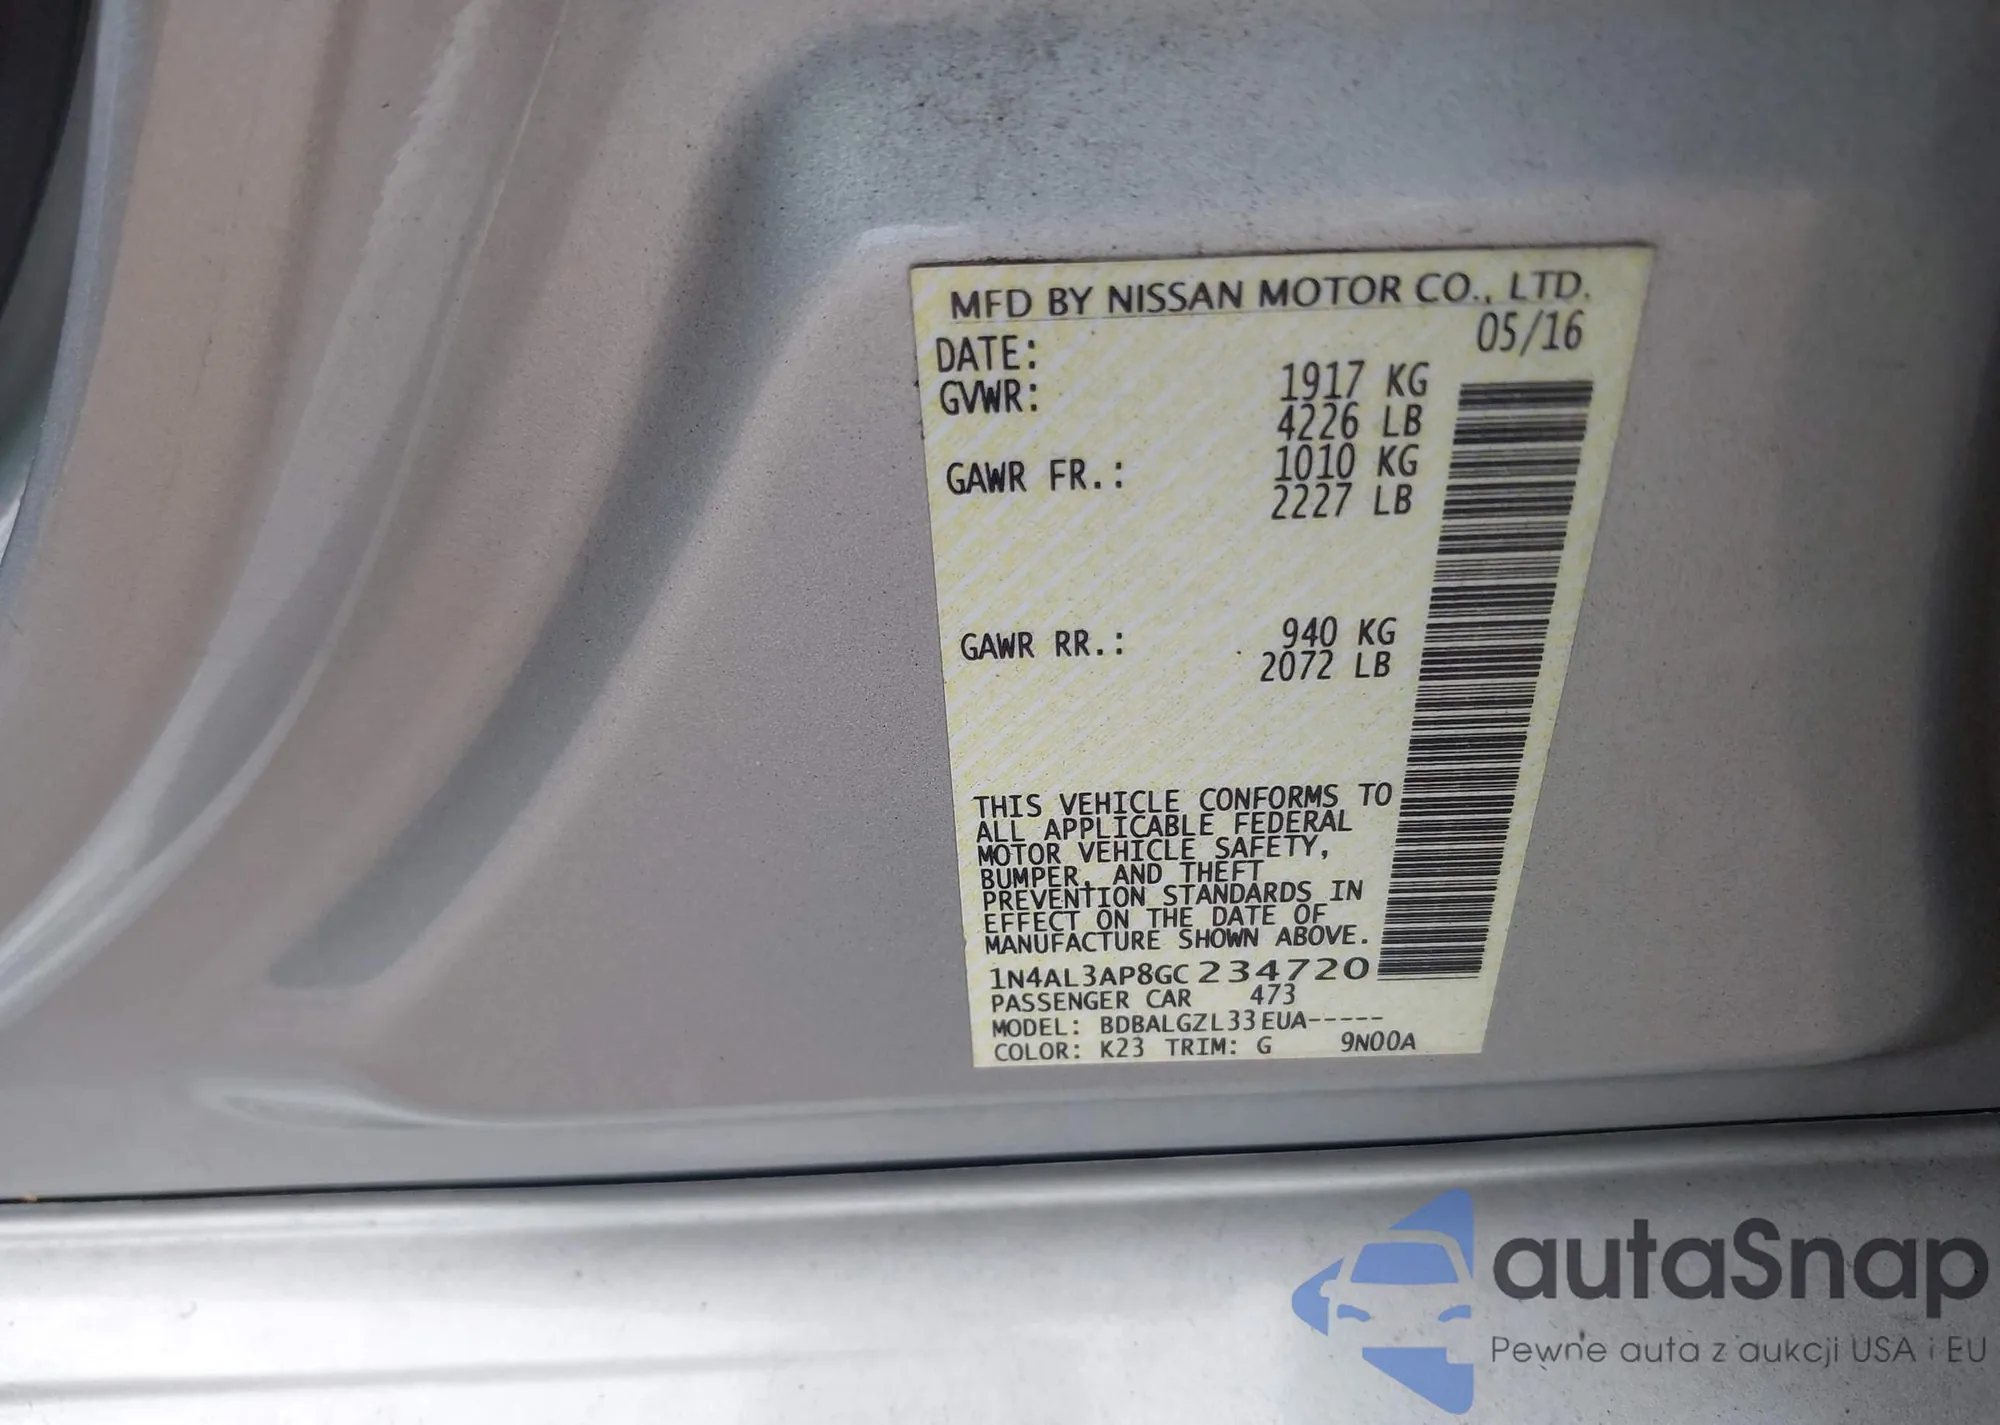 MFD BY NISSAN MOTOR CO., LTD.
DATE: 05/16
GVWR: 1917 KG
4226 LB
GAWR FR.: 1010 KG
2227 LB
GAWR RR.: 940 KG
2072 LB
THIS VEHICLE CONFORMS TO
ALL APPLICABLE FEDERAL
MOTOR VEHICLE SAFETY,
BUMPER, AND THEFT
PREVENTION STANDARDS IN
EFFECT ON THE DATE OF
MANUFACTURE SHOWN ABOVE.
1N4AL3AP8GC234720
PASSENGER CAR 473
MODEL: BDBALGZL33EUA-----
COLOR: K23 TRIM: G 9N00A
autaSnap
Pewne auta z aukcji USA i EU